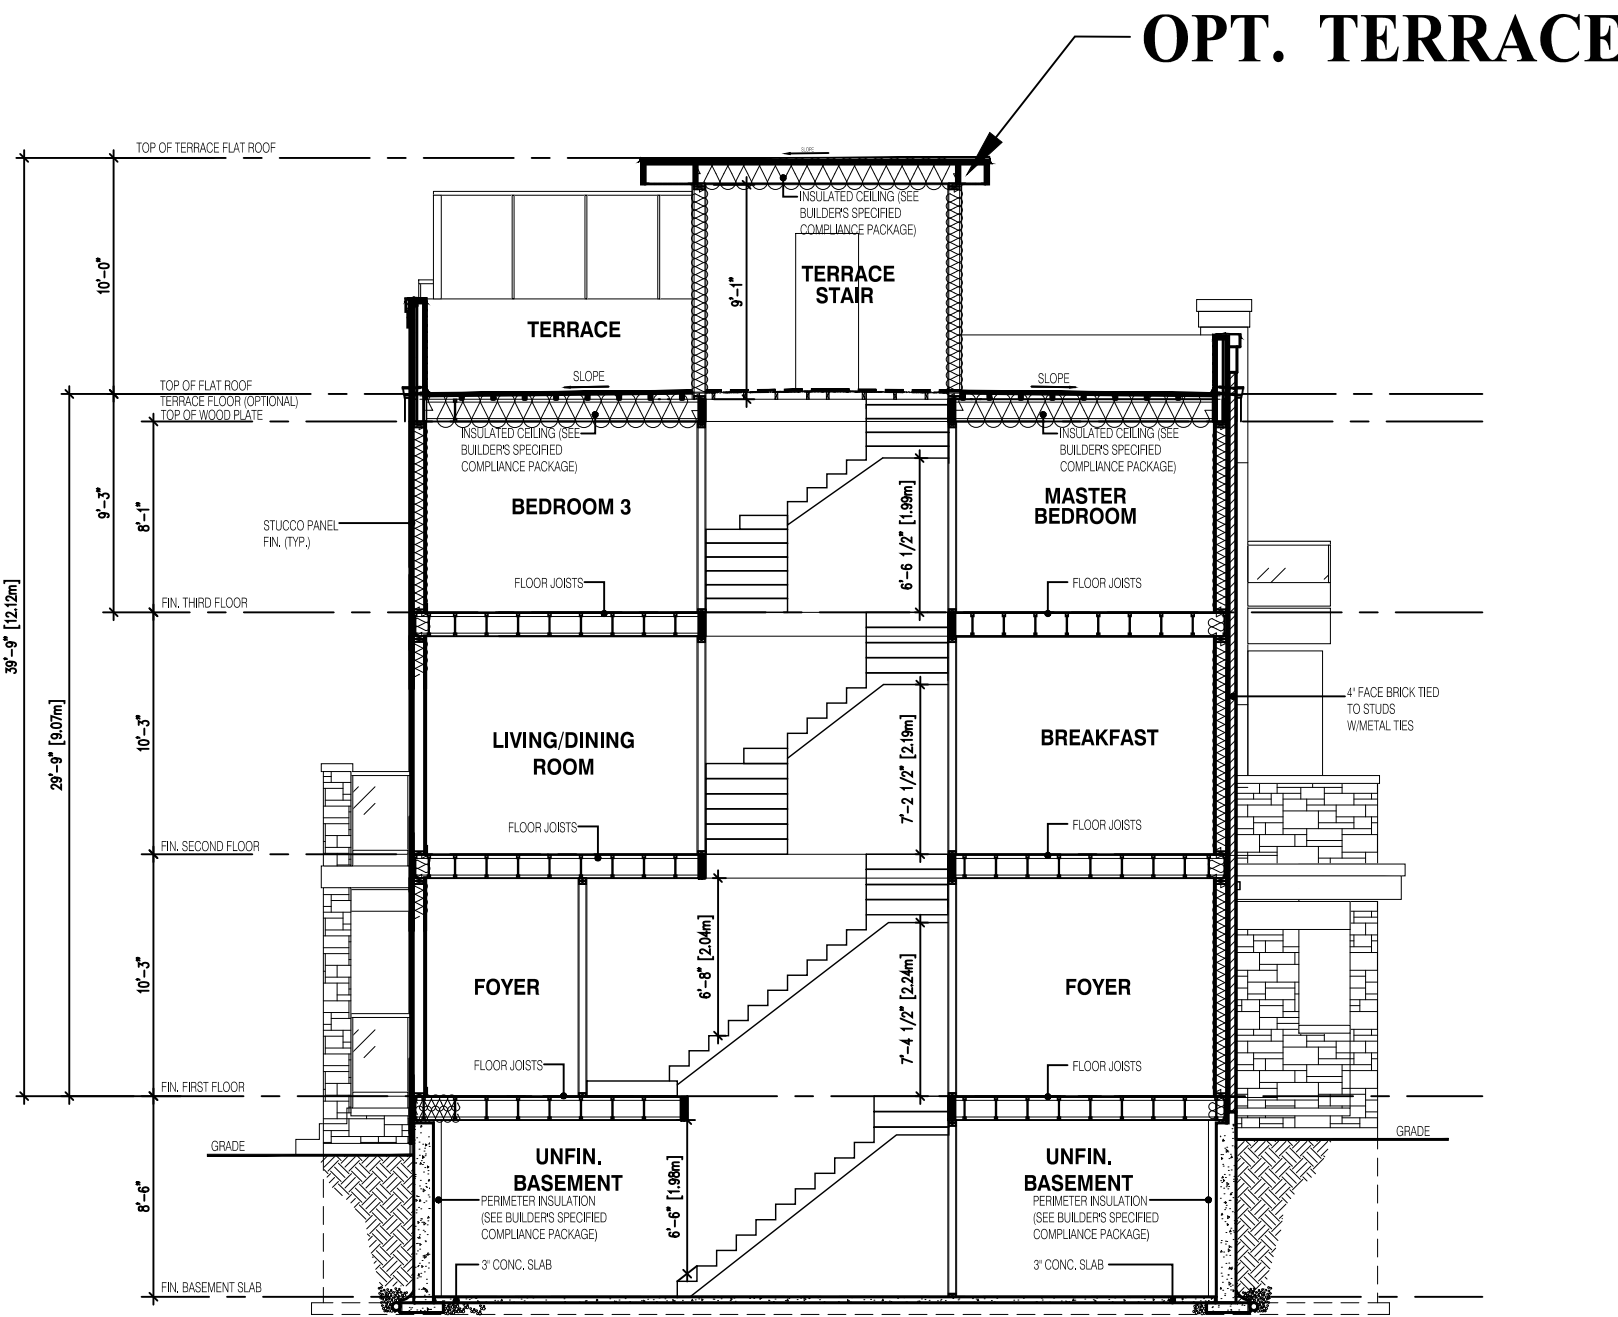 OPT. TERRACE
TOP OF TERRACE FLAT ROOF
SLOPE
INSULATED CEILING (SEE
BUILDER'S SPECIFIED
COMPLIANCE PACKAGE)
10'-0"
9'-1"
TERRACE
STAIR
TERRACE
SLOPE
SLOPE
TOP OF FLAT ROOF
TERRACE FLOOR (OPTIONAL)
TOP OF WOOD PLATE
INSULATED CEILING (SEE
BUILDER'S SPECIFIED
COMPLIANCE PACKAGE)
INSULATED CEILING (SEE
BUILDER'S SPECIFIED
COMPLIANCE PACKAGE)
9'-3"
8'-1"
STUCCO PANEL
FIN. (TYP.)
BEDROOM 3
6'-6 1/2" [1.99m]
MASTER
BEDROOM
FLOOR JOISTS
FLOOR JOISTS
FIN. THIRD FLOOR
39'-9" [12.12m]
29'-9" [9.07m]
10'-3"
LIVING/DINING
ROOM
7'-2 1/2" [2.19m]
BREAKFAST
4" FACE BRICK TIED
TO STUDS
W/METAL TIES
FLOOR JOISTS
FLOOR JOISTS
FIN. SECOND FLOOR
10'-3"
FOYER
6'-8" [2.04m]
7'-4 1/2" [2.24m]
FOYER
FLOOR JOISTS
FLOOR JOISTS
FIN. FIRST FLOOR
GRADE
GRADE
8'-6"
UNFIN.
BASEMENT
PERIMETER INSULATION
(SEE BUILDER'S SPECIFIED
COMPLIANCE PACKAGE)
6'-6" [1.98m]
UNFIN.
BASEMENT
PERIMETER INSULATION
(SEE BUILDER'S SPECIFIED
COMPLIANCE PACKAGE)
3" CONC. SLAB
3" CONC. SLAB
FIN. BASEMENT SLAB